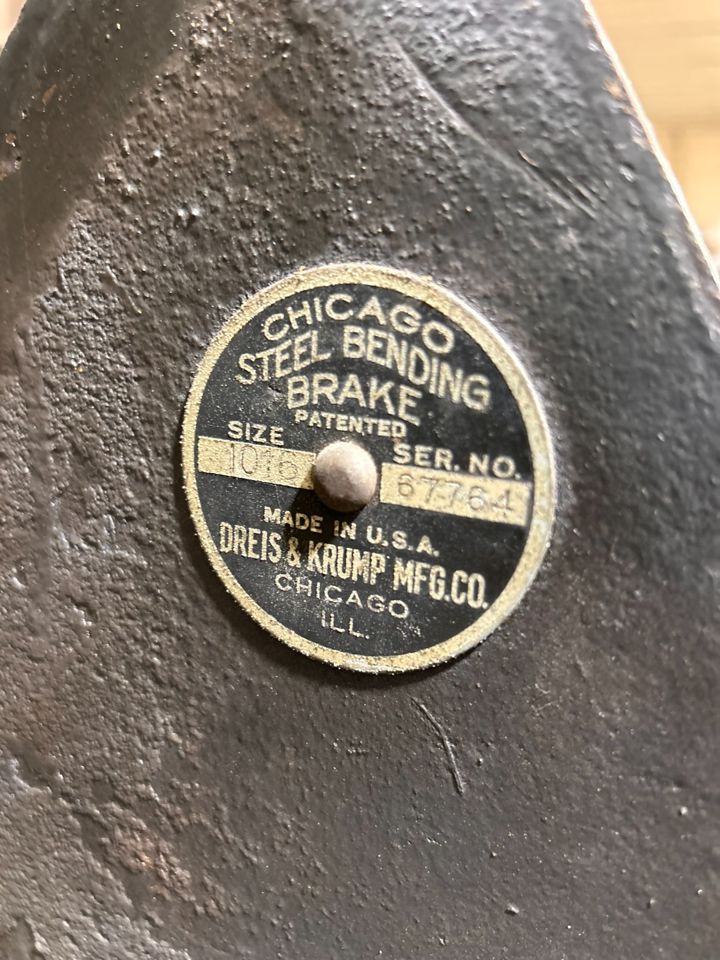 CHICAGO
STEEL BENDING
BRAKE
PATENTED
SIZE
1016
SER. NO.
67764
MADE IN U.S.A.
DREIS & KRUMP MFG.CO.
CHICAGO
ILL.